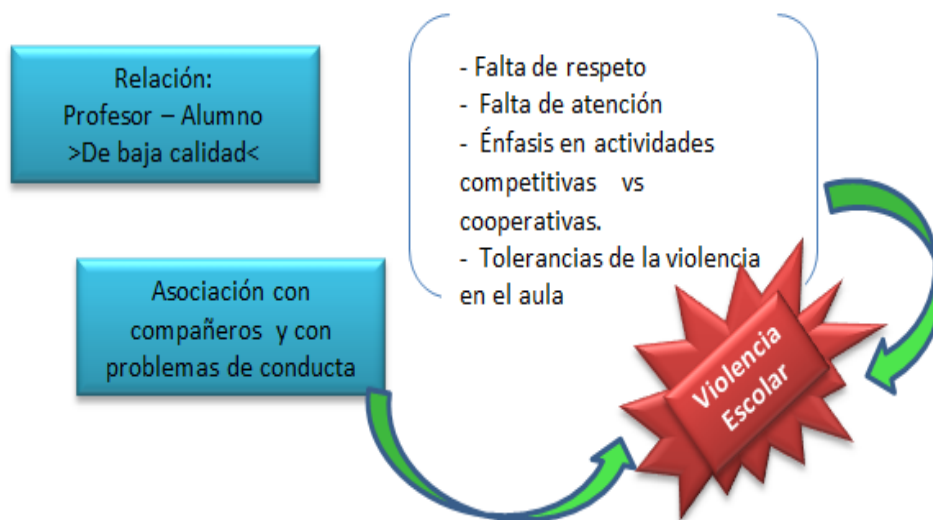 Relación:
Profesor – Alumno
>De baja calidad<
- Falta de respeto
- Falta de atención
- Énfasis en actividades
competitivas vs
cooperativas.
- Tolerancias de la violencia
en el aula
Asociación con
compañeros y con
problemas de conducta
Violencia
Escolar